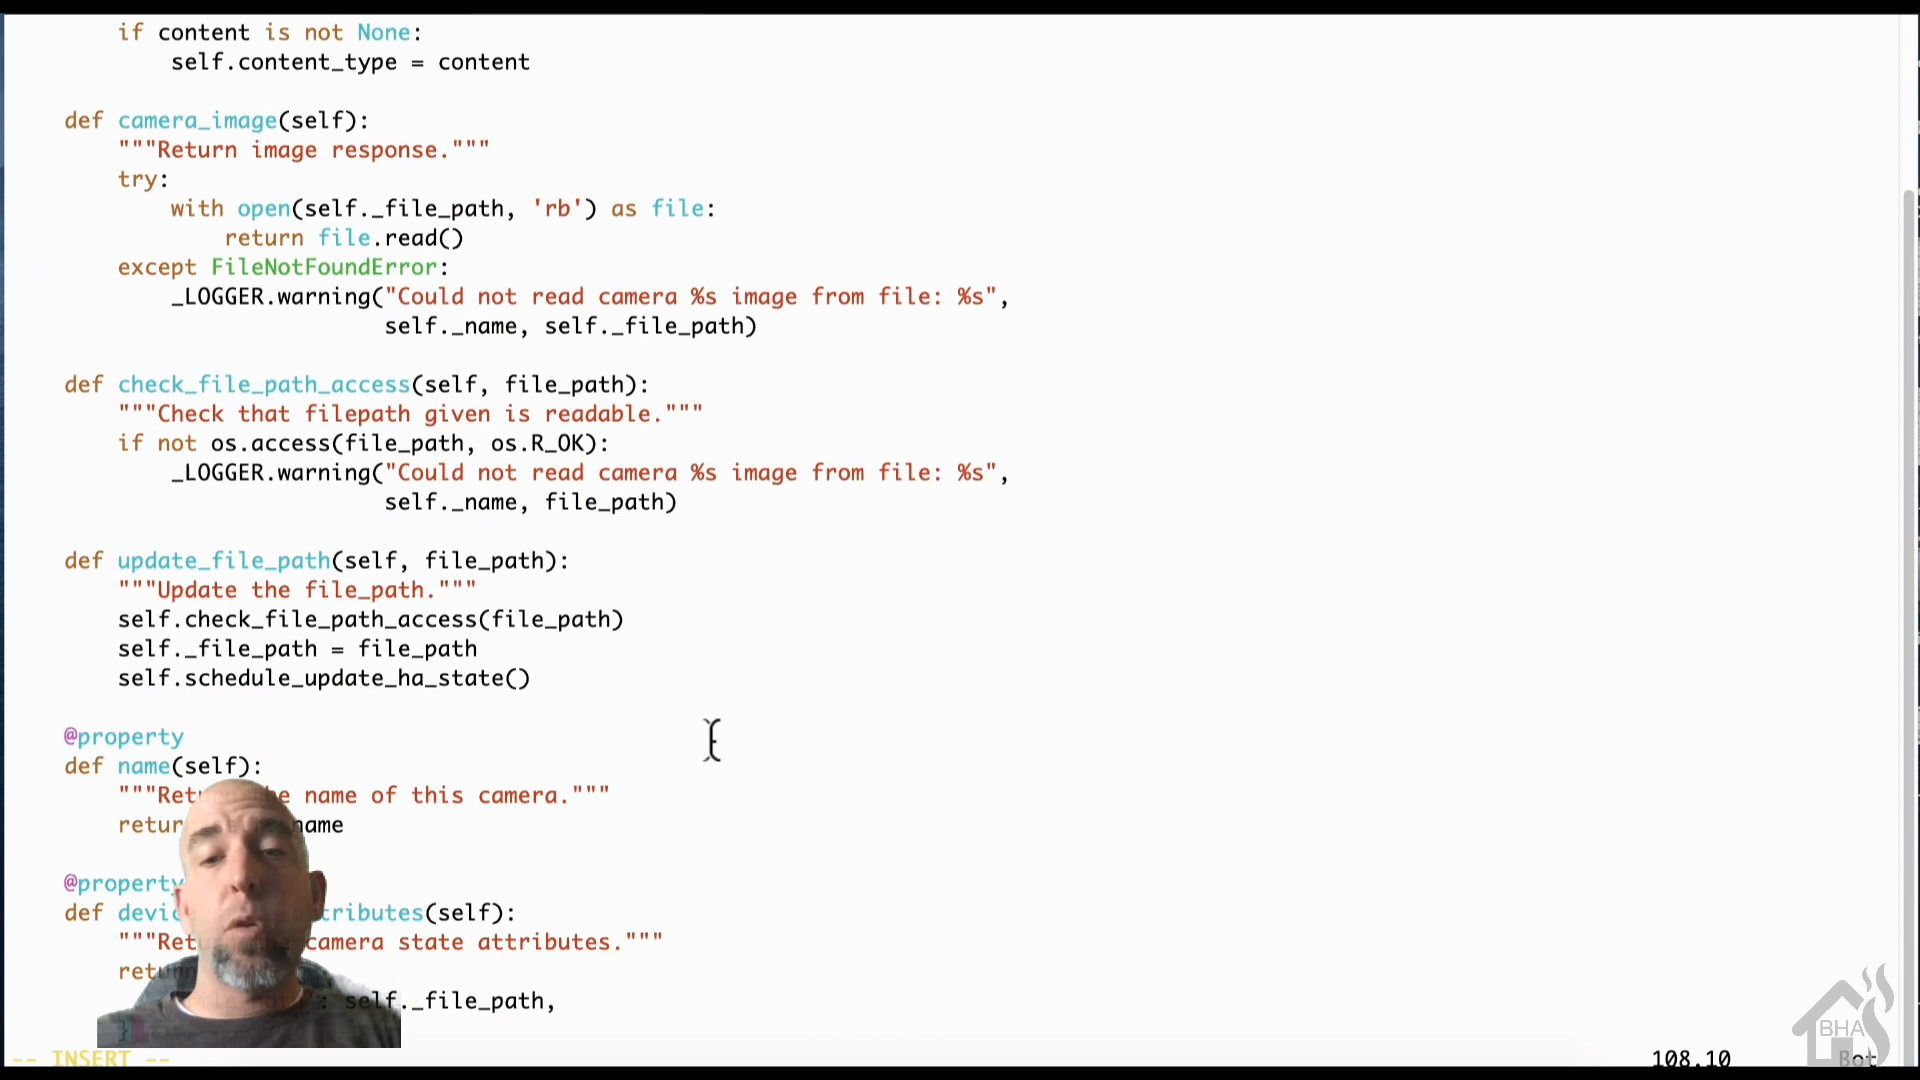 if content is not None:
self.content_type = content
def camera_image(self):
"""Return image response."""
try:
with open(self._file_path, 'rb') as file:
return file.read()
except FileNotFoundError:
_LOGGER.warning("Could not read camera %s image from file: %s",
self._name, self._file_path)
def check_file_path_access(self, file_path):
"""Check that filepath given is readable."""
if not os.access(file_path, os.R_OK):
_LOGGER.warning("Could not read camera %s image from file: %s",
self._name, file_path)
def update_file_path(self, file_path):
"""Update the file_path."""
self.check_file_path_access(file_path)
self._file_path = file_path
self.schedule_update_ha_state()
@property
def name(self):
"""Ret name of this camera."""
retur name
@property
def devic tributes(self):
"""Ret camera state attributes."""
return
: self._file_path,
}
-- INSERT --
108,10
Bot
BHA